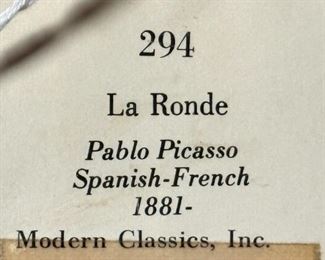 294
La Ronde
Pablo Picasso
Spanish-French
1881-
Modern Classics, Inc.